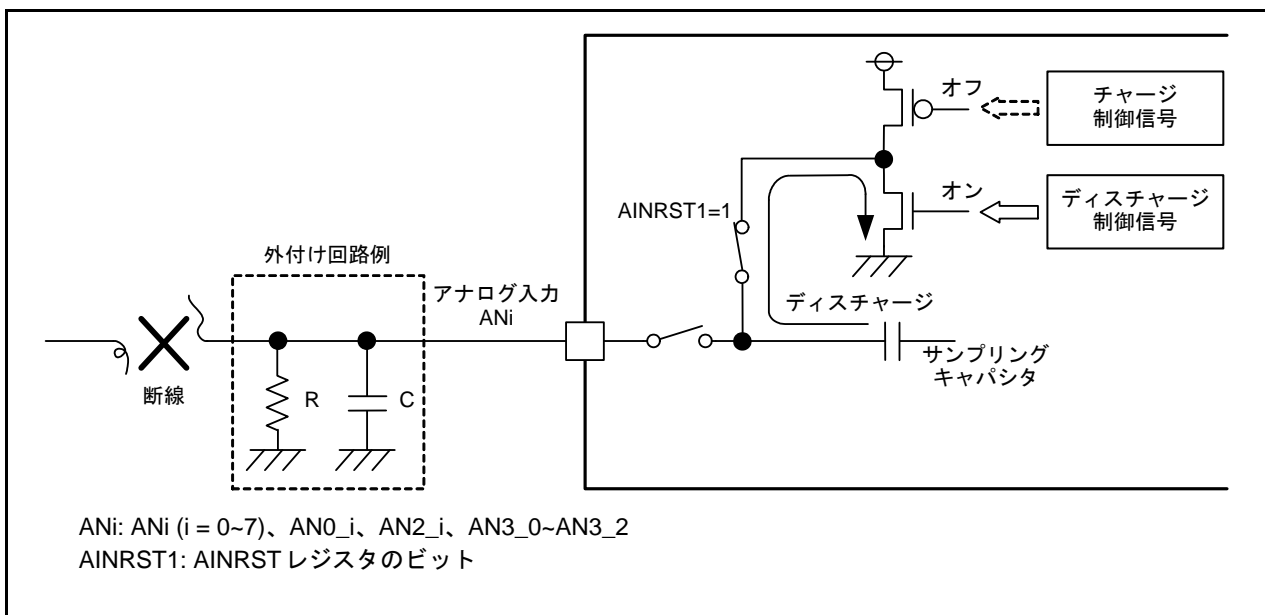 オフ
チャージ
制御信号
オン
ディスチャージ
制御信号
AINRST1=1
外付け回路例
アナログ入力
ANi
ディスチャージ
サンプリング
キャパシタ
断線
R
C
ANi: ANi (i = 0~7)、AN0_i、AN2_i、AN3_0~AN3_2
AINRST1: AINRST レジスタのビット